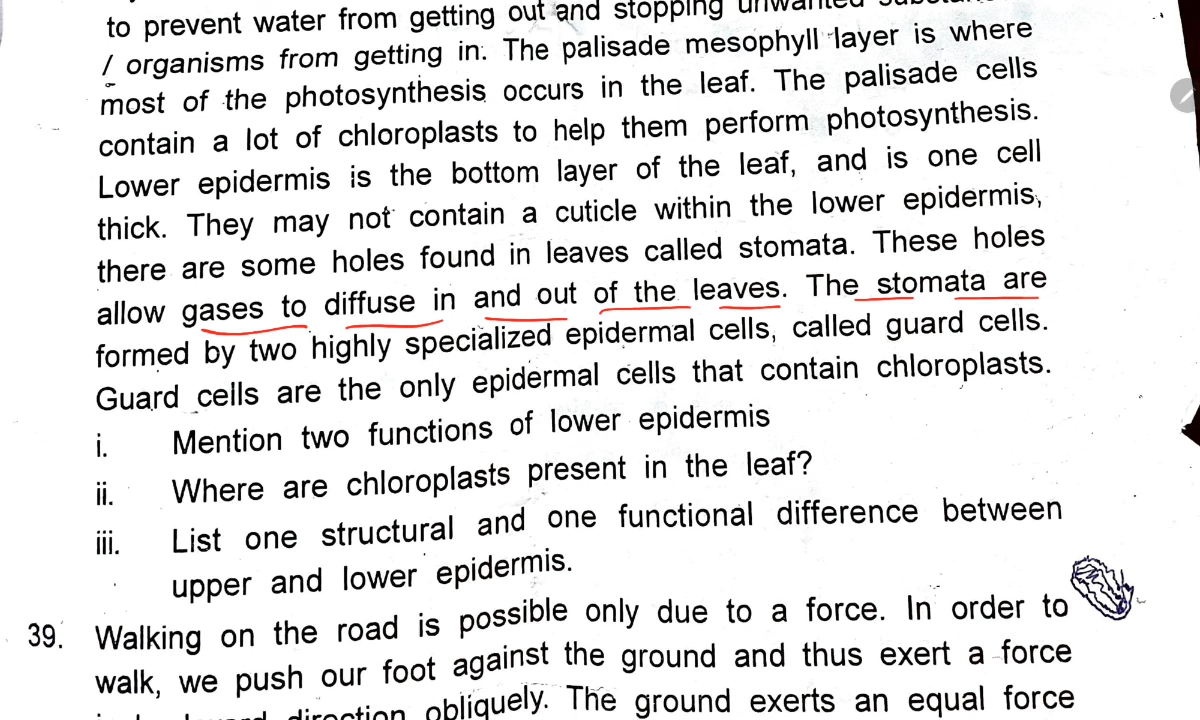 to prevent water from getting out and stopping unwanted
/ organisms from getting in. The palisade mesophyll layer is where
most of the photosynthesis occurs in the leaf. The palisade cells
contain a lot of chloroplasts to help them perform photosynthesis.
Lower epidermis is the bottom layer of the leaf, and is one cell
thick. They may not contain a cuticle within the lower epidermis,
there are some holes found in leaves called stomata. These holes
allow gases to diffuse in and out of the leaves. The stomata are
formed by two highly specialized epidermal cells, called guard cells.
Guard cells are the only epidermal cells that contain chloroplasts.
i. Mention two functions of lower epidermis
ii. Where are chloroplasts present in the leaf?
iii. List one structural and one functional difference between
upper and lower epidermis.
39. Walking on the road is possible only due to a force. In order to
walk, we push our foot against the ground and thus exert a force
direction obliquely. The ground exerts an equal force